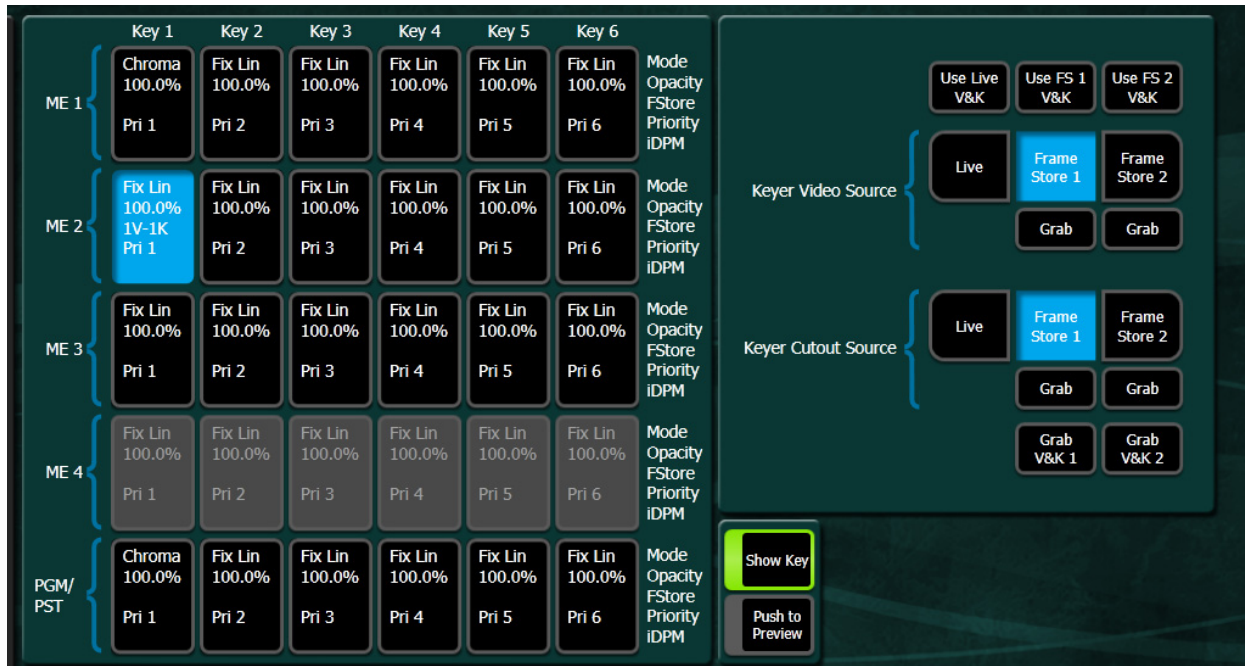 Key 1 Key 2 Key 3 Key 4 Key 5 Key 6
ME 1
Chroma
100.0%
Pri 1
Fix Lin
100.0%
Pri 2
Fix Lin
100.0%
Pri 3
Fix Lin
100.0%
Pri 4
Fix Lin
100.0%
Pri 5
Fix Lin
100.0%
Pri 6
Mode
Opacity
FStore
Priority
iDPM
ME 2
Fix Lin
100.0%
1V-1K
Pri 1
Fix Lin
100.0%
Pri 2
Fix Lin
100.0%
Pri 3
Fix Lin
100.0%
Pri 4
Fix Lin
100.0%
Pri 5
Fix Lin
100.0%
Pri 6
Mode
Opacity
FStore
Priority
iDPM
ME 3
Fix Lin
100.0%
Pri 1
Fix Lin
100.0%
Pri 2
Fix Lin
100.0%
Pri 3
Fix Lin
100.0%
Pri 4
Fix Lin
100.0%
Pri 5
Fix Lin
100.0%
Pri 6
Mode
Opacity
FStore
Priority
iDPM
ME 4
Fix Lin
100.0%
Pri 1
Fix Lin
100.0%
Pri 2
Fix Lin
100.0%
Pri 3
Fix Lin
100.0%
Pri 4
Fix Lin
100.0%
Pri 5
Fix Lin
100.0%
Pri 6
Mode
Opacity
FStore
Priority
iDPM
PGM/
PST
Chroma
100.0%
Pri 1
Fix Lin
100.0%
Pri 2
Fix Lin
100.0%
Pri 3
Fix Lin
100.0%
Pri 4
Fix Lin
100.0%
Pri 5
Fix Lin
100.0%
Pri 6
Mode
Opacity
FStore
Priority
iDPM
Use Live
V&K
Use FS 1
V&K
Use FS 2
V&K
Keyer Video Source
Live
Frame
Store 1
Frame
Store 2
Grab
Grab
Keyer Cutout Source
Live
Frame
Store 1
Frame
Store 2
Grab
Grab
Grab
V&K 1
Grab
V&K 2
Show Key
Push to
Preview